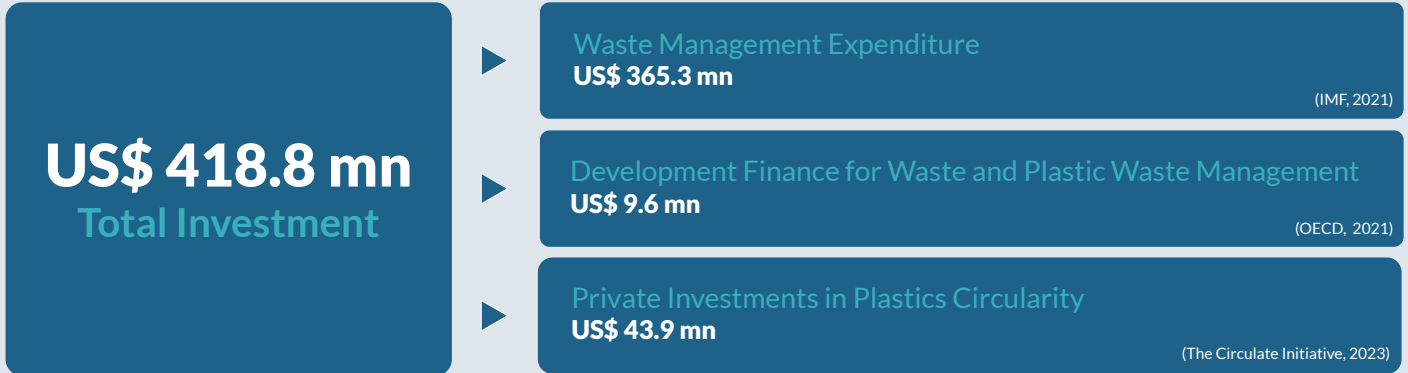 US$ 418.8 mn
Total Investment
Waste Management Expenditure
US$ 365.3 mn
(IMF, 2021)
Development Finance for Waste and Plastic Waste Management
US$ 9.6 mn
(OECD, 2021)
Private Investments in Plastics Circularity
US$ 43.9 mn
(The Circulate Initiative, 2023)